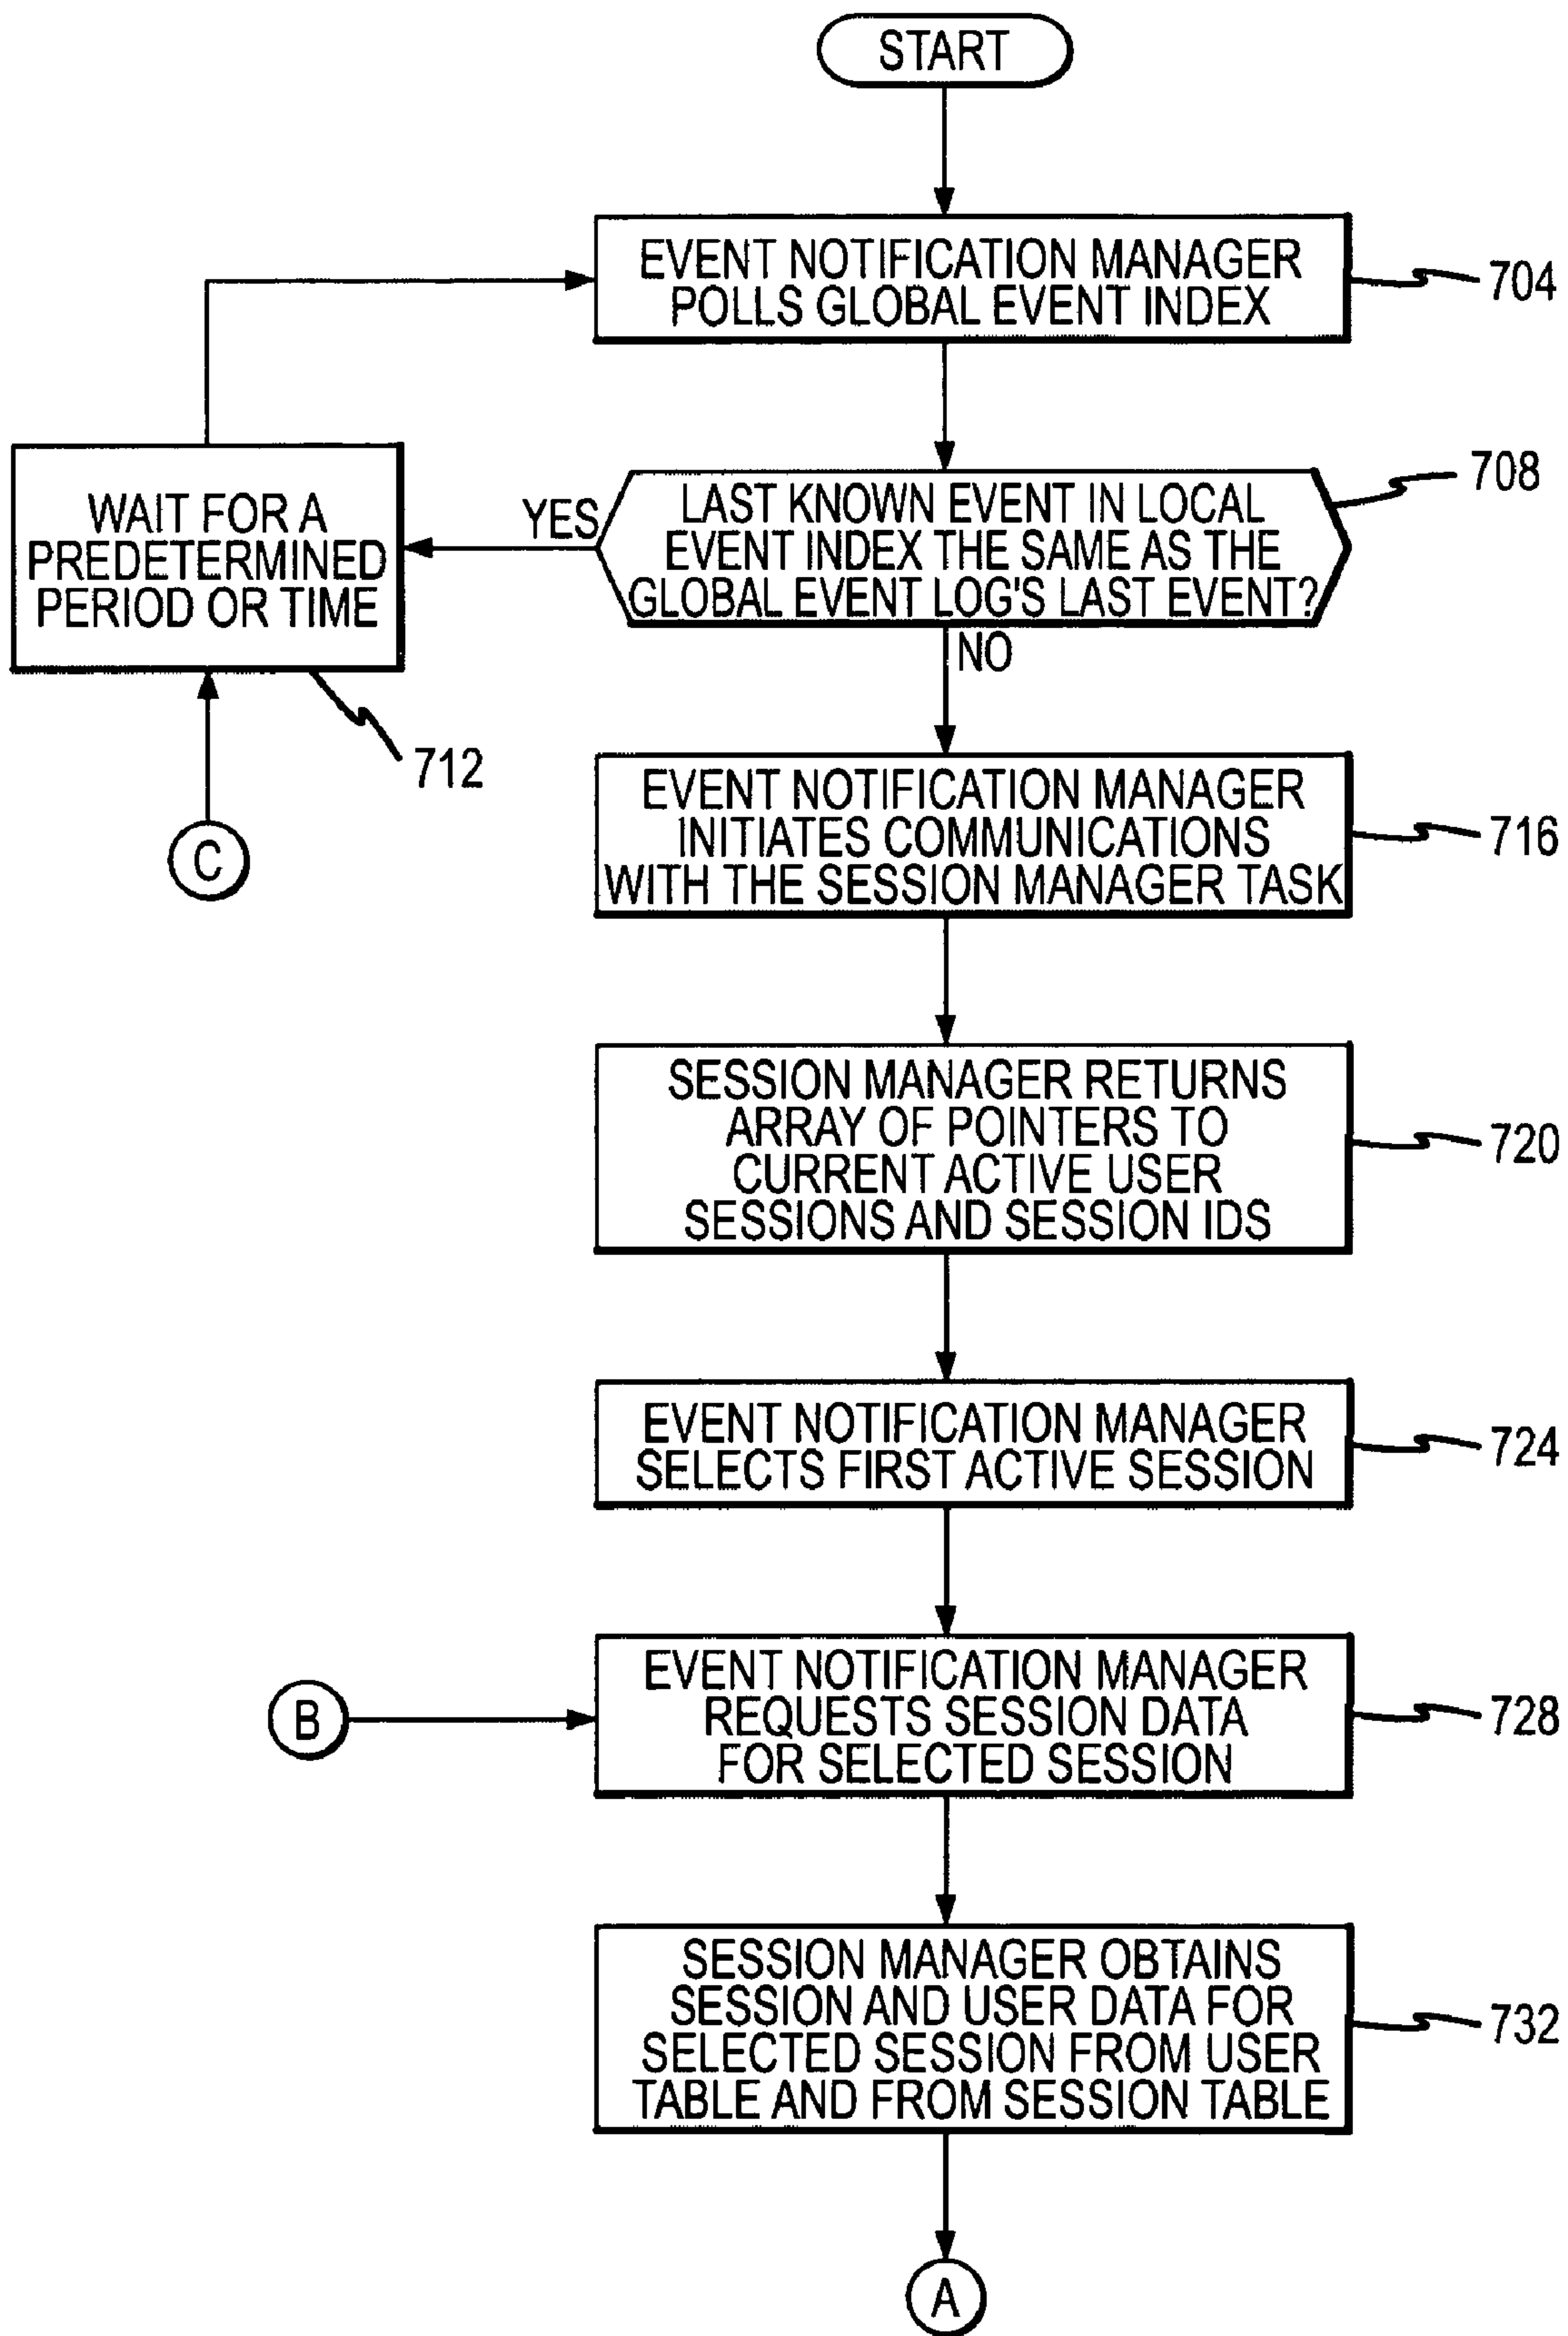 START
EVENT NOTIFICATION MANAGER
POLLS GLOBAL EVENT INDEX
704
LAST KNOWN EVENT IN LOCAL
EVENT INDEX THE SAME AS THE
GLOBAL EVENT LOG'S LAST EVENT?
708
YES
NO
WAIT FOR A
PREDETERMINED
PERIOD OR TIME
712
C
EVENT NOTIFICATION MANAGER
INITIATES COMMUNICATIONS
WITH THE SESSION MANAGER TASK
716
SESSION MANAGER RETURNS
ARRAY OF POINTERS TO
CURRENT ACTIVE USER
SESSIONS AND SESSION IDS
720
EVENT NOTIFICATION MANAGER
SELECTS FIRST ACTIVE SESSION
724
B
EVENT NOTIFICATION MANAGER
REQUESTS SESSION DATA
FOR SELECTED SESSION
728
SESSION MANAGER OBTAINS
SESSION AND USER DATA FOR
SELECTED SESSION FROM USER
TABLE AND FROM SESSION TABLE
732
A